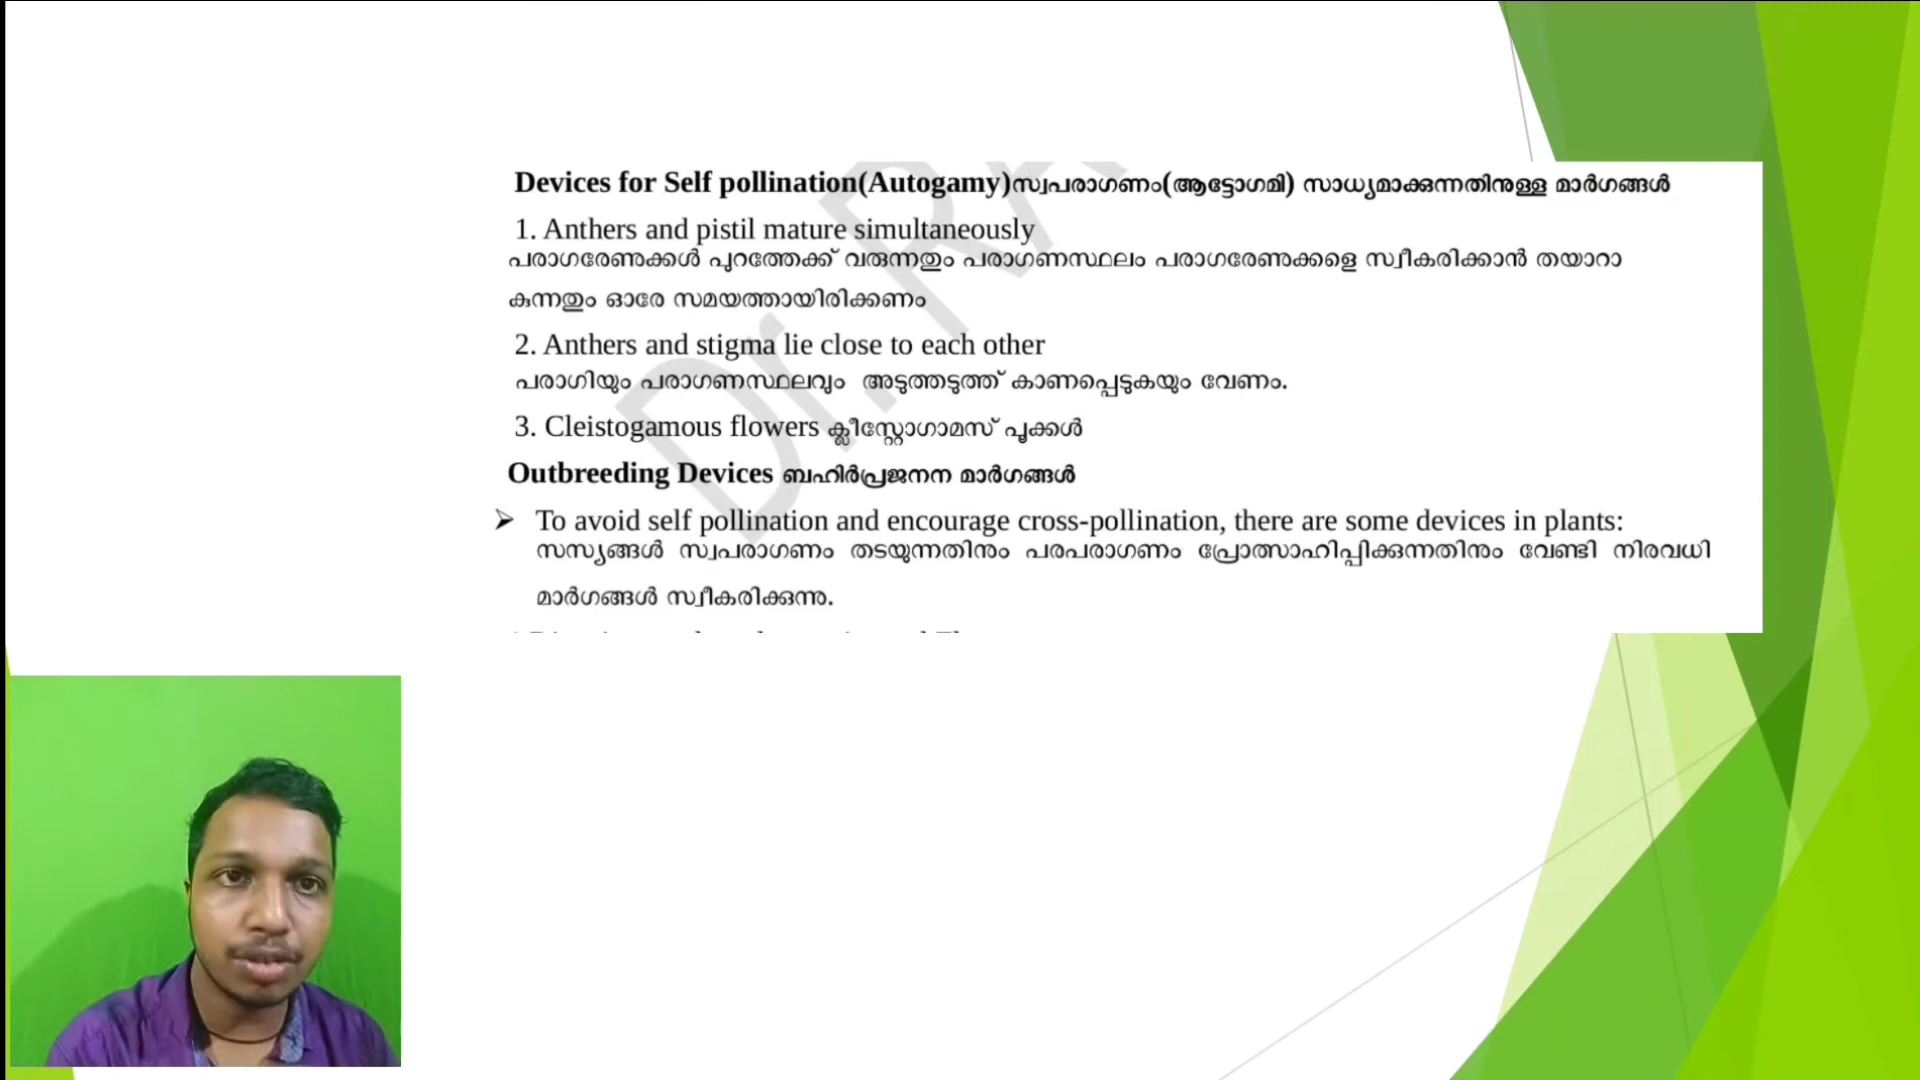 Devices for Self pollination(Autogamy)സ്വപരാഗണം(ആട്ടോഗമി) സാധ്യമാക്കുന്നതിനുള്ള മാർഗങ്ങൾ
1. Anthers and pistil mature simultaneously
പരാഗരേണുക്കൾ പുറത്തേക്ക് വരുന്നതും പരാഗണസ്ഥലം പരാഗരേണുക്കളെ സ്വീകരിക്കാൻ തയാറാ
കുന്നതും ഓരേ സമയത്തായിരിക്കണം
2. Anthers and stigma lie close to each other
പരാഗിയും പരാഗണസ്ഥലവും അടുത്തടുത്ത് കാണപ്പെടുകയും വേണം.
3. Cleistogamous flowers ക്ലീസ്റ്റോഗാമസ് പൂക്കൾ
Outbreeding Devices ബഹിർപ്രജനന മാർഗങ്ങൾ
➢ To avoid self pollination and encourage cross-pollination, there are some devices in plants:
സസ്യങ്ങൾ സ്വപരാഗണം തടയുന്നതിനും പരപരാഗണം പ്രോത്സാഹിപ്പിക്കുന്നതിനും വേണ്ടി നിരവധി
മാർഗങ്ങൾ സ്വീകരിക്കുന്നു.
Dr.